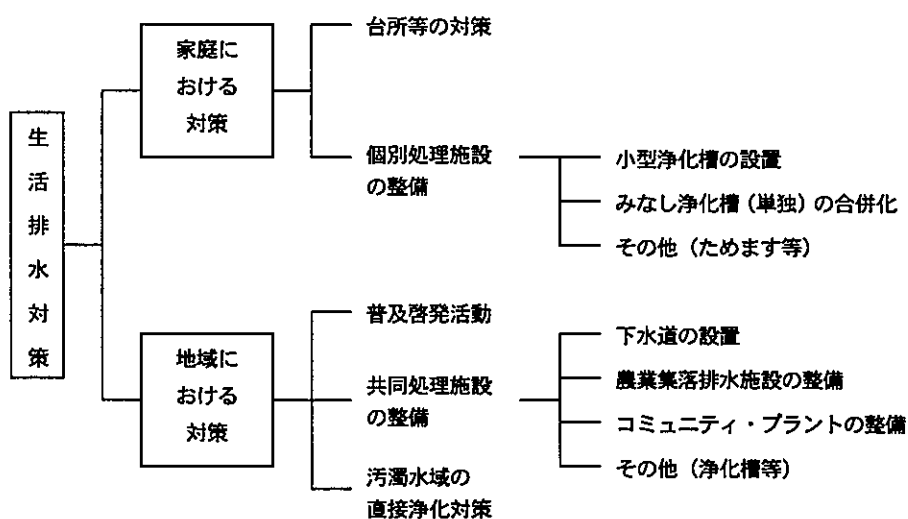 生活排水対策
家庭に
おける
対策
台所等の対策
個別処理施設
の整備
小型浄化槽の設置
みなし浄化槽（単独）の合併化
その他（ためます等）
地域に
おける
対策
普及啓発活動
共同処理施設
の整備
汚濁水域の
直接浄化対策
下水道の設置
農業集落排水施設の整備
コミュニティ・プラントの整備
その他（浄化槽等）